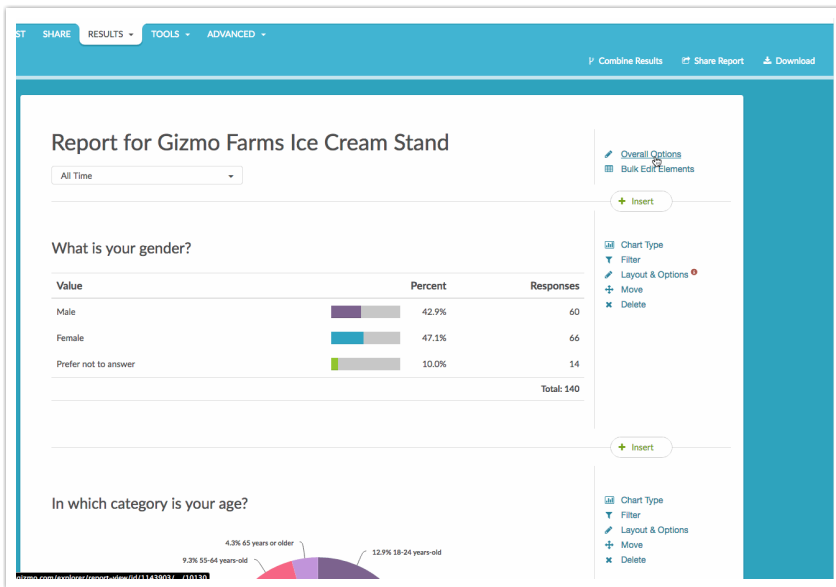 ST SHARE RESULTS TOOLS ADVANCED
Combine Results Share Report Download
Report for Gizmo Farms Ice Cream Stand
Overall Options
Bulk Edit Elements
All Time
+ Insert
What is your gender?
Chart Type
Filter
Layout & Options
Move
Delete
Value Percent Responses
Male 42.9% 60
Female 47.1% 66
Prefer not to answer 10.0% 14
Total: 140
+ Insert
In which category is your age?
Chart Type
Filter
Layout & Options
Move
Delete
4.3% 65 years or older
12.9% 18-24 years-old
9.3% 55-64 years-old